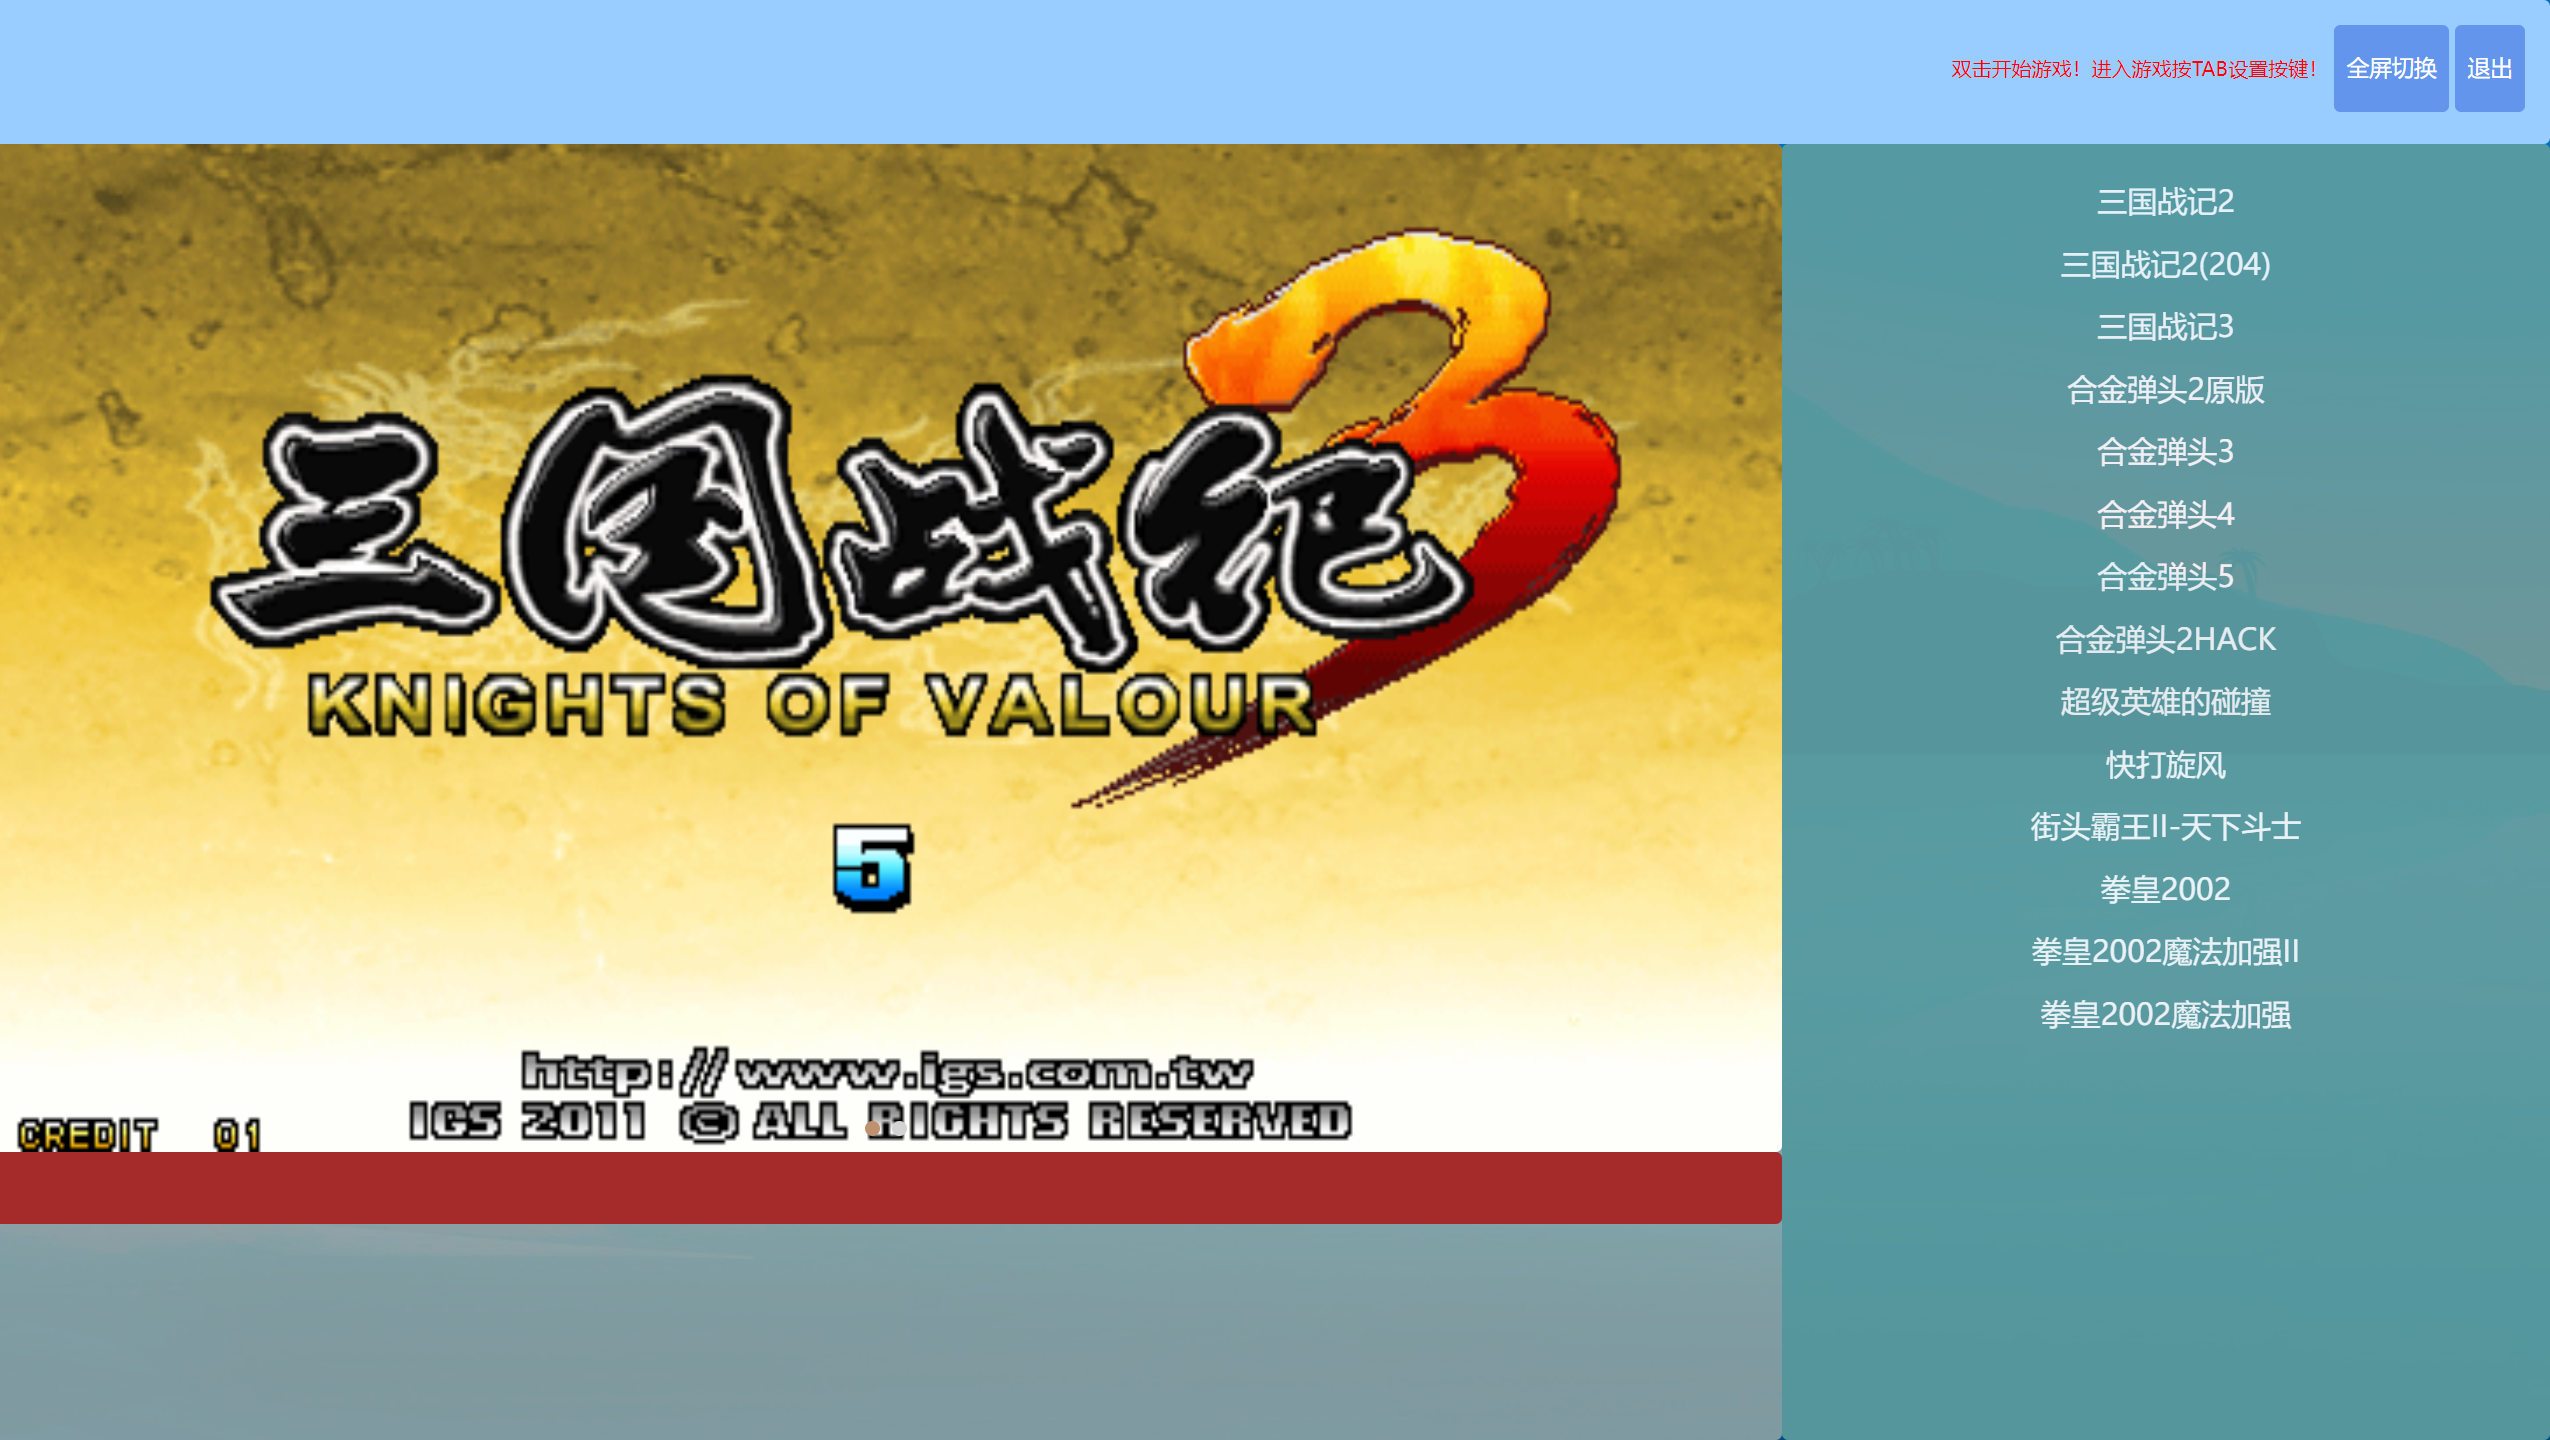 双击开始游戏！进入游戏按TAB设置按键！
全屏切换
退出
三国战纪3
KNIGHTS OF VALOUR
5
http://www.igs.com.tw
IGS 2011 © ALL RIGHTS RESERVED
CREDIT 01
三国战记2
三国战记2(204)
三国战记3
合金弹头2原版
合金弹头3
合金弹头4
合金弹头5
合金弹头2HACK
超级英雄的碰撞
快打旋风
街头霸王II-天下斗士
拳皇2002
拳皇2002魔法加强II
拳皇2002魔法加强